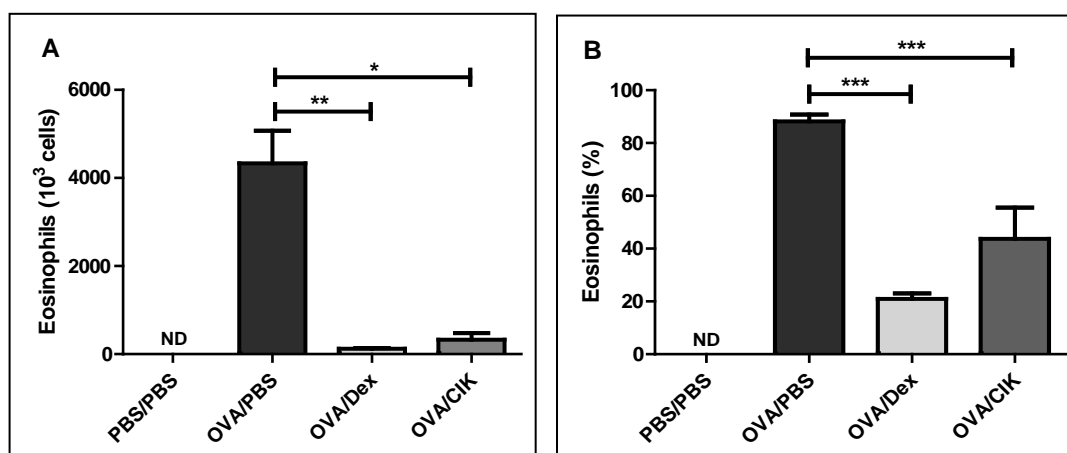 A
Eosinophils (10³ cells)
6000
4000
2000
0
*
**
ND
PBS/PBS
OVA/PBS
OVA/Dex
OVA/CIK
B
Eosinophils (%)
100
80
60
40
20
0
***
***
ND
PBS/PBS
OVA/PBS
OVA/Dex
OVA/CIK